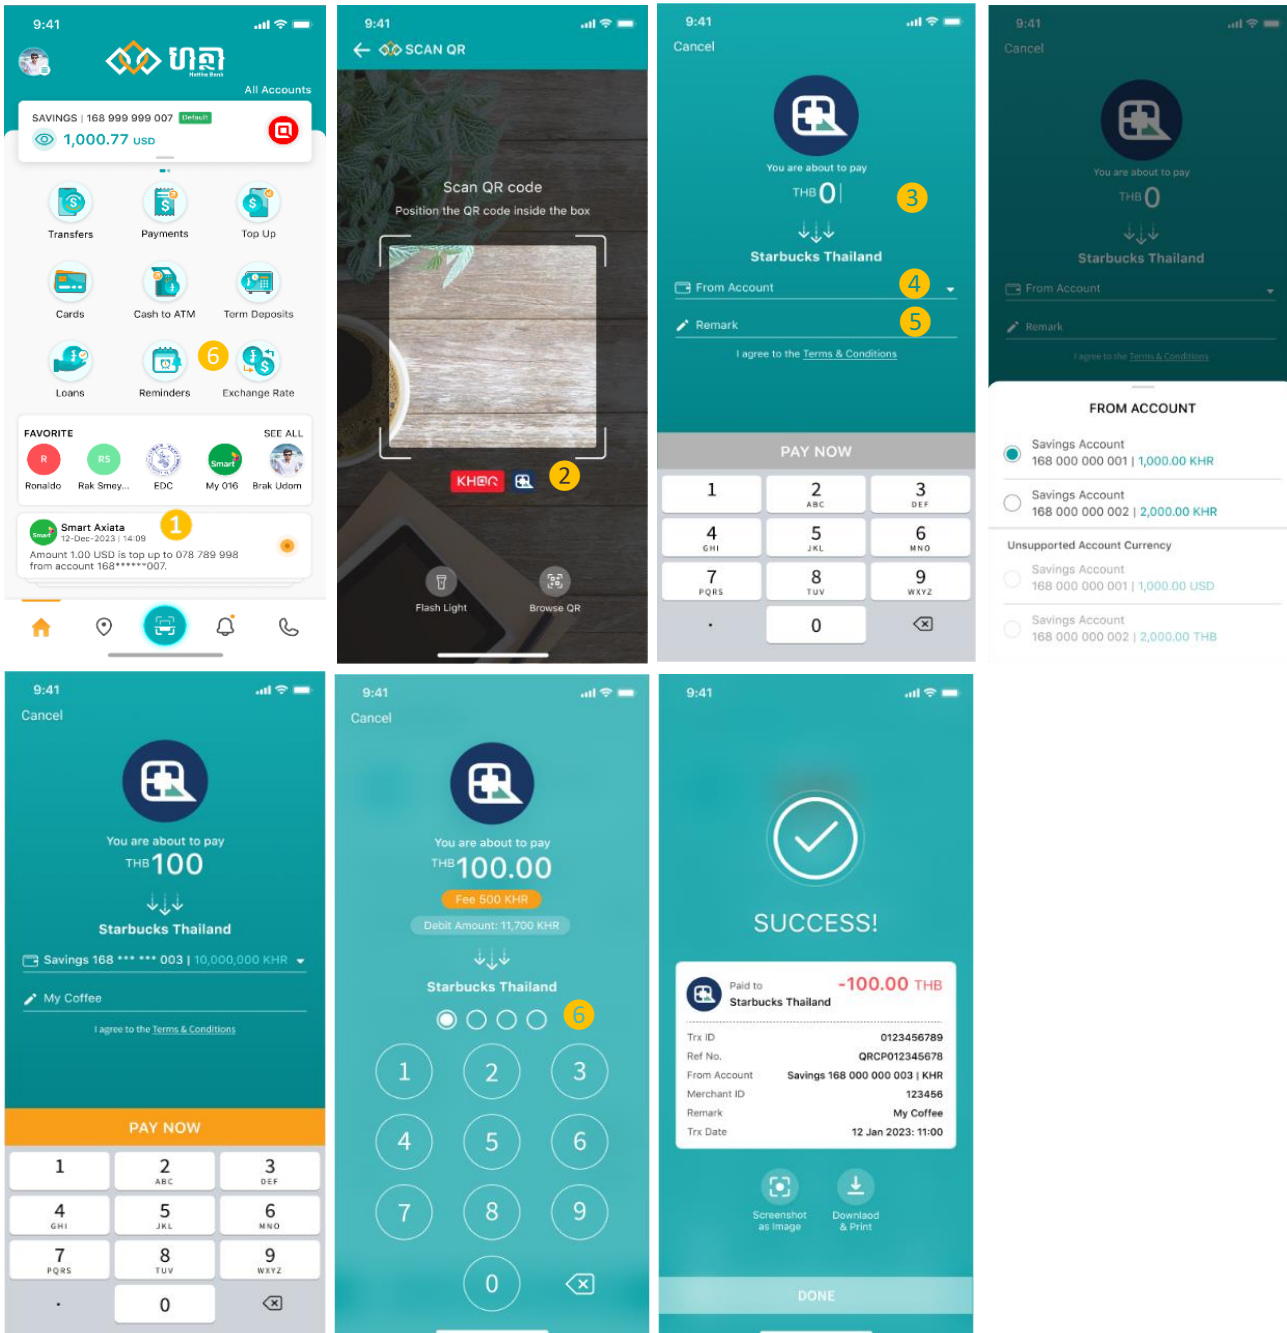 9:41
ហត្ថា
Hattha Bank
All Accounts
SAVINGS | 168 999 999 007 Default
1,000.77 USD
Transfers Payments Top Up
Cards Cash to ATM Term Deposits
6
Loans Reminders Exchange Rate
FAVORITE SEE ALL
R RS Smart
Ronaldo Rak Smey... EDC My 016 Brak Udom
Smart Smart Axiata 1
12-Dec-2023 | 14:09
Amount 1.00 USD is top up to 078 789 998
from account 168******007.
9:41
SCAN QR
Scan QR code
Position the QR code inside the box
KHQR 2
Flash Light Browse QR
9:41
Cancel
You are about to pay
THB 0 3
Starbucks Thailand
From Account 4
Remark 5
I agree to the Terms & Conditions
PAY NOW
1 2 3
ABC DEF
4 5 6
GHI JKL MNO
7 8 9
PQRS TUV WXYZ
. 0
9:41
Cancel
You are about to pay
THB 0
Starbucks Thailand
From Account
Remark
I agree to the Terms & Conditions
FROM ACCOUNT
Savings Account
168 000 000 001 | 1,000.00 KHR
Savings Account
168 000 000 002 | 2,000.00 KHR
Unsupported Account Currency
Savings Account
168 000 000 001 | 1,000.00 USD
Savings Account
168 000 000 002 | 2,000.00 THB
9:41
Cancel
You are about to pay
THB 100
Starbucks Thailand
Savings 168 *** *** 003 | 10,000,000 KHR
My Coffee
I agree to the Terms & Conditions
PAY NOW
1 2 3
ABC DEF
4 5 6
GHI JKL MNO
7 8 9
PQRS TUV WXYZ
. 0
9:41
Cancel
You are about to pay
THB 100.00
Fee 500 KHR
Debit Amount: 11,700 KHR
Starbucks Thailand
6
1 2 3
4 5 6
7 8 9
0
9:41
SUCCESS!
Paid to -100.00 THB
Starbucks Thailand
Trx ID 0123456789
Ref No. QRCP012345678
From Account Savings 168 000 000 003 | KHR
Merchant ID 123456
Remark My Coffee
Trx Date 12 Jan 2023: 11:00
Screenshot Downlaod
as Image & Print
DONE